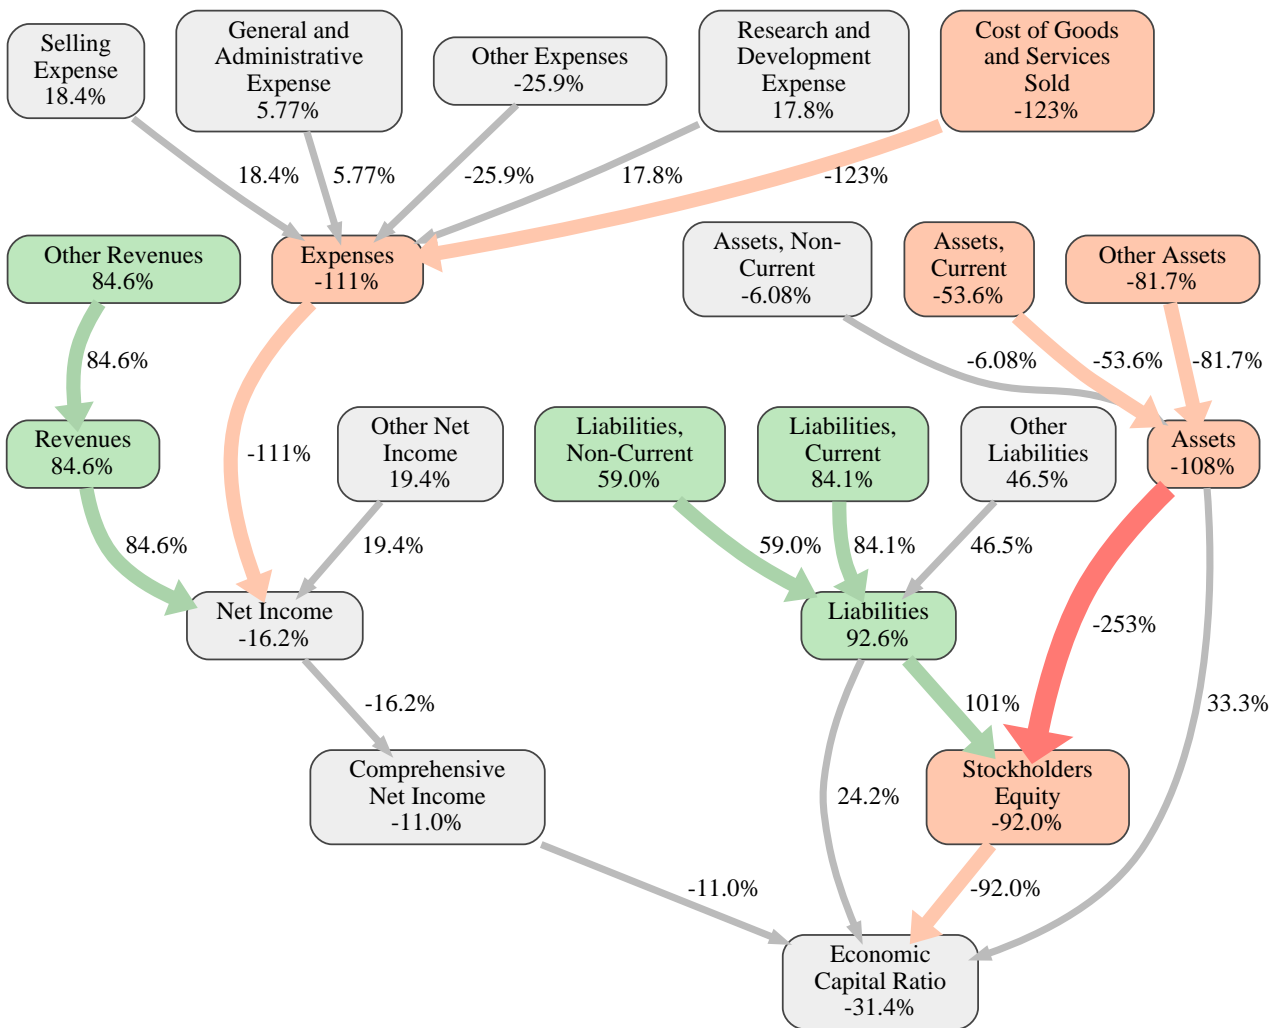 Selling
Expense
18.4%
General and
Administrative
Expense
5.77%
Other Expenses
-25.9%
Research and
Development
Expense
17.8%
Cost of Goods
and Services
Sold
-123%
18.4%
5.77%
-25.9%
17.8%
-123%
Other Revenues
84.6%
Expenses
-111%
Assets, Non-
Current
-6.08%
Assets,
Current
-53.6%
Other Assets
-81.7%
84.6%
-6.08%
-53.6%
-81.7%
Revenues
84.6%
-111%
Other Net
Income
19.4%
Liabilities,
Non-Current
59.0%
Liabilities,
Current
84.1%
Other
Liabilities
46.5%
Assets
-108%
84.6%
19.4%
59.0%
84.1%
46.5%
Net Income
-16.2%
Liabilities
92.6%
-253%
-16.2%
101%
33.3%
Comprehensive
Net Income
-11.0%
24.2%
Stockholders
Equity
-92.0%
-11.0%
-92.0%
Economic
Capital Ratio
-31.4%